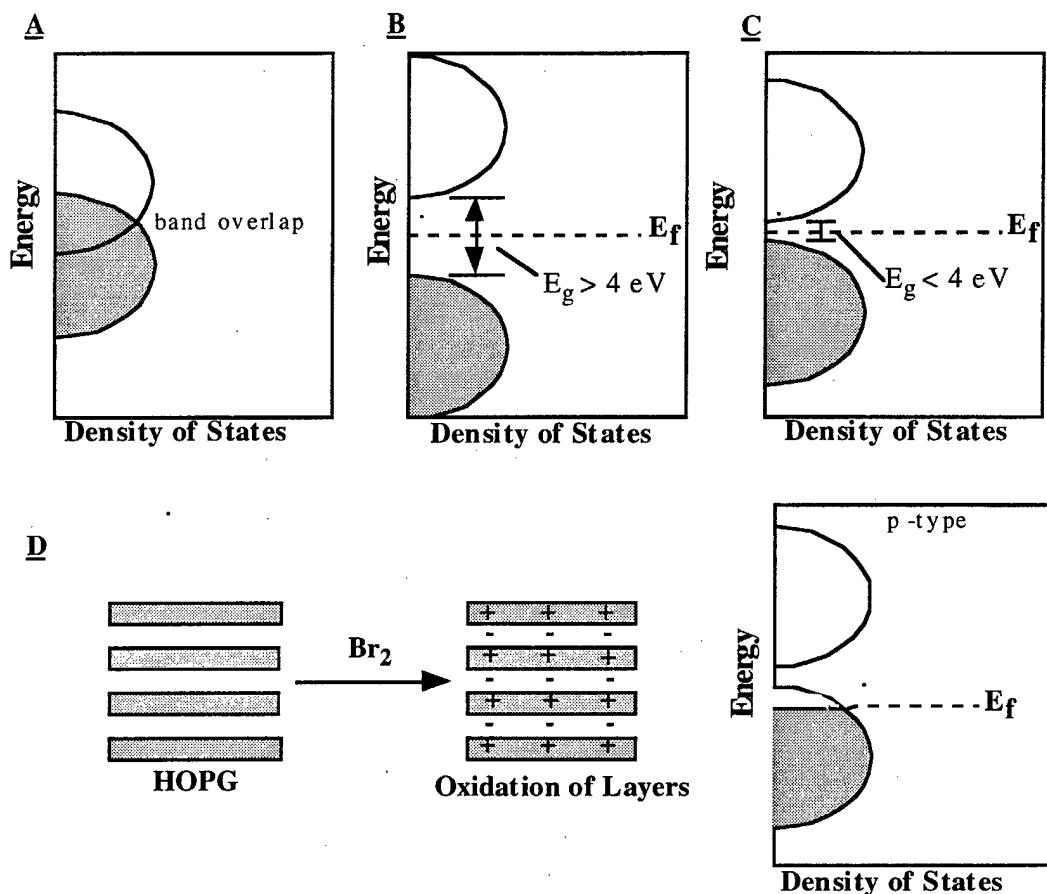 A
Energy
band overlap
Density of States
B
Energy
E_f
E_g > 4 eV
Density of States
C
Energy
E_f
E_g < 4 eV
Density of States
D
HOPG
Br_2
+ + +
- - -
+ + +
- - -
+ + +
- - -
+ + +
Oxidation of Layers
p -type
Energy
E_f
Density of States